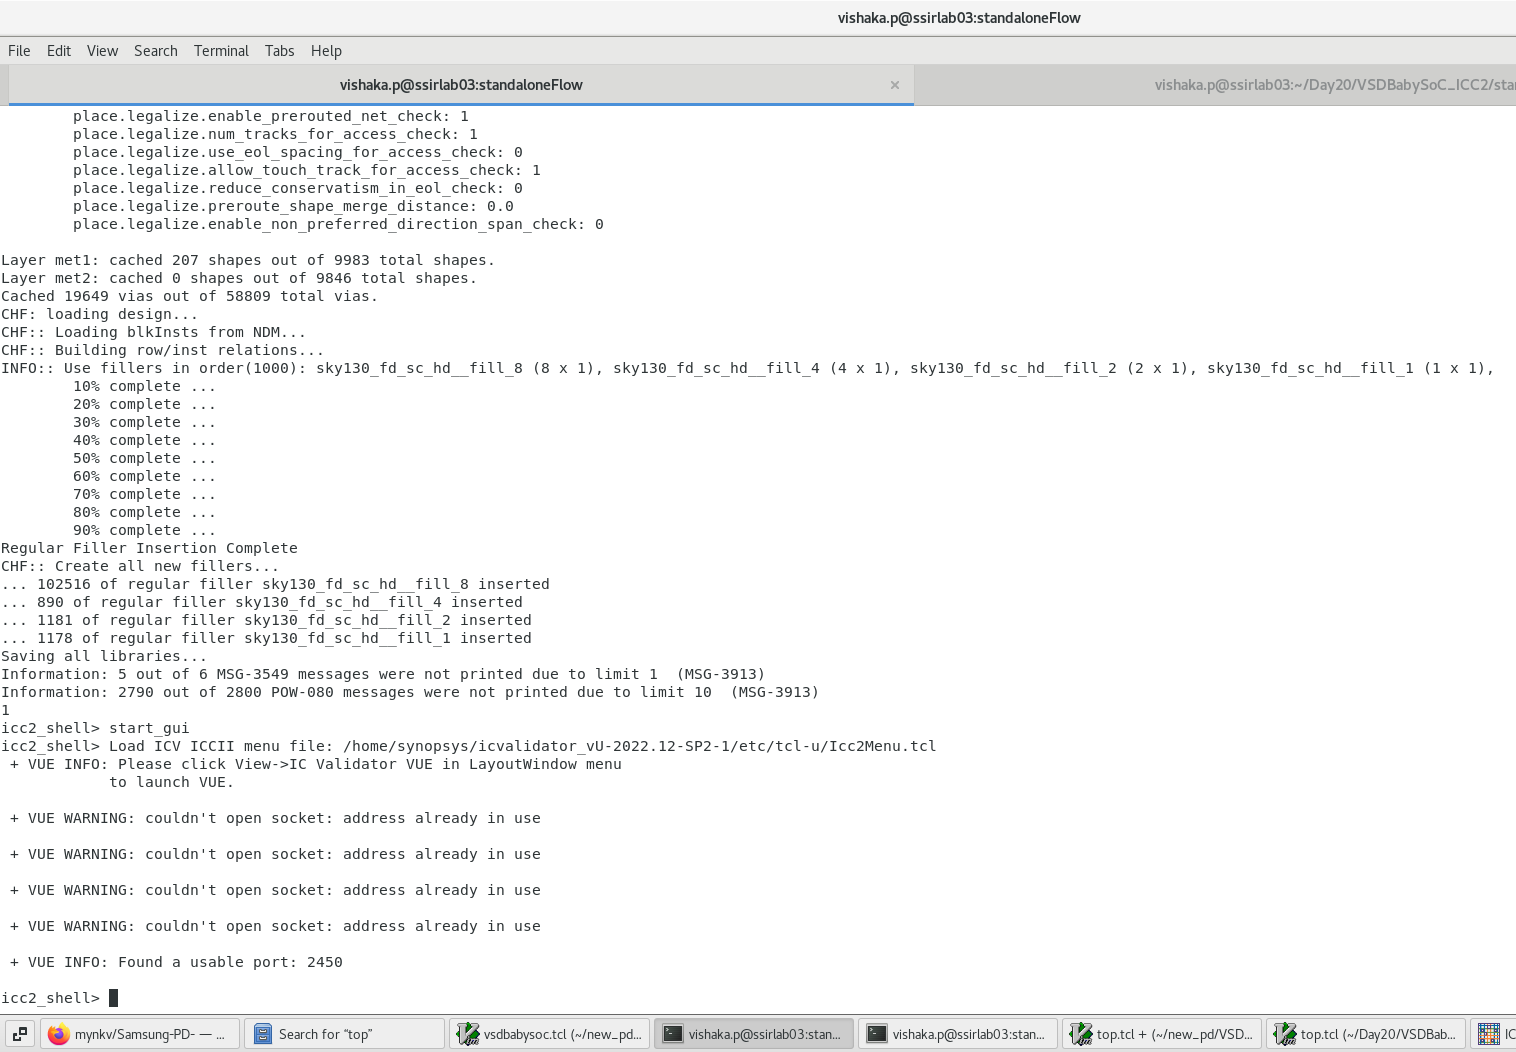 vishaka.p@ssirlab03:standaloneFlow
File Edit View Search Terminal Tabs Help
vishaka.p@ssirlab03:standaloneFlow × vishaka.p@ssirlab03:~/Day20/VSDBabySoC_ICC2/sta
place.legalize.enable_prerouted_net_check: 1
place.legalize.num_tracks_for_access_check: 1
place.legalize.use_eol_spacing_for_access_check: 0
place.legalize.allow_touch_track_for_access_check: 1
place.legalize.reduce_conservatism_in_eol_check: 0
place.legalize.preroute_shape_merge_distance: 0.0
place.legalize.enable_non_preferred_direction_span_check: 0
Layer met1: cached 207 shapes out of 9983 total shapes.
Layer met2: cached 0 shapes out of 9846 total shapes.
Cached 19649 vias out of 58809 total vias.
CHF: loading design...
CHF:: Loading blkInsts from NDM...
CHF:: Building row/inst relations...
INFO:: Use fillers in order(1000): sky130_fd_sc_hd__fill_8 (8 x 1), sky130_fd_sc_hd__fill_4 (4 x 1), sky130_fd_sc_hd__fill_2 (2 x 1), sky130_fd_sc_hd__fill_1 (1 x 1),
10% complete ...
20% complete ...
30% complete ...
40% complete ...
50% complete ...
60% complete ...
70% complete ...
80% complete ...
90% complete ...
Regular Filler Insertion Complete
CHF:: Create all new fillers...
... 102516 of regular filler sky130_fd_sc_hd__fill_8 inserted
... 890 of regular filler sky130_fd_sc_hd__fill_4 inserted
... 1181 of regular filler sky130_fd_sc_hd__fill_2 inserted
... 1178 of regular filler sky130_fd_sc_hd__fill_1 inserted
Saving all libraries...
Information: 5 out of 6 MSG-3549 messages were not printed due to limit 1  (MSG-3913)
Information: 2790 out of 2800 POW-080 messages were not printed due to limit 10  (MSG-3913)
1
icc2_shell> start_gui
icc2_shell> Load ICV ICCII menu file: /home/synopsys/icvalidator_vU-2022.12-SP2-1/etc/tcl-u/Icc2Menu.tcl
+ VUE INFO: Please click View->IC Validator VUE in LayoutWindow menu
to launch VUE.
+ VUE WARNING: couldn't open socket: address already in use
+ VUE WARNING: couldn't open socket: address already in use
+ VUE WARNING: couldn't open socket: address already in use
+ VUE WARNING: couldn't open socket: address already in use
+ VUE INFO: Found a usable port: 2450
icc2_shell>
mynkv/Samsung-PD- — ... Search for “top” vsdbabysoc.tcl (~/new_pd... vishaka.p@ssirlab03:stan... vishaka.p@ssirlab03:stan... top.tcl + (~/new_pd/VSD... top.tcl (~/Day20/VSDBab... IC